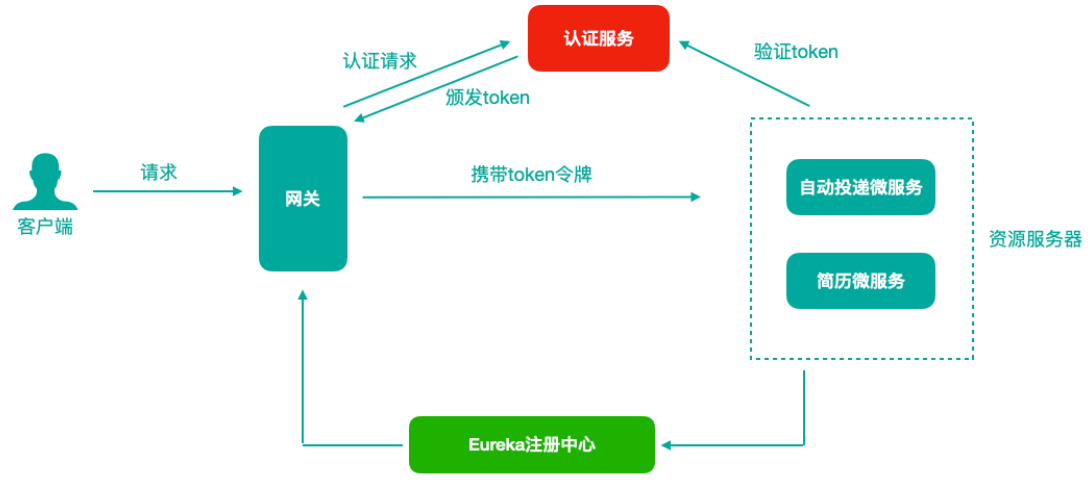 认证服务
认证请求
验证token
颁发token
请求
网关
携带token令牌
自动投递微服务
客户端
资源服务器
简历微服务
Eureka注册中心